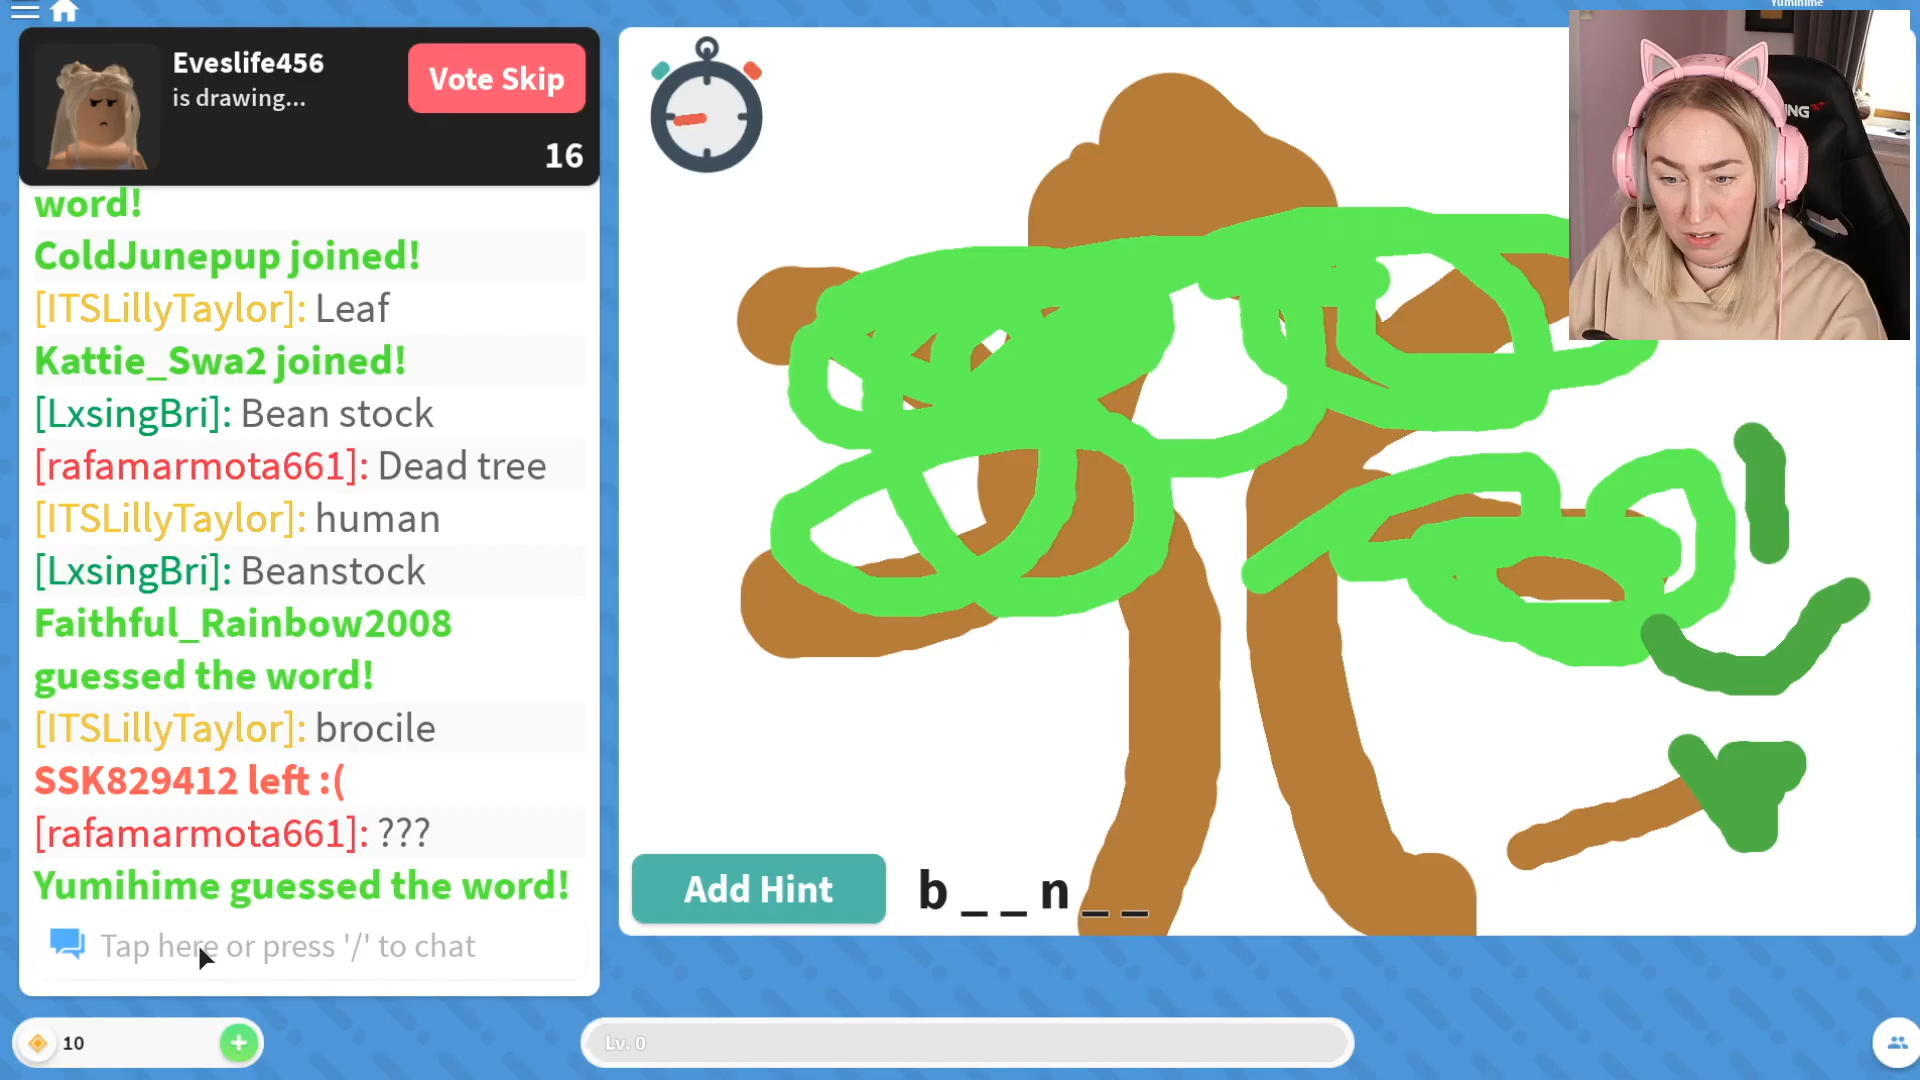 Yumihime
Eveslife456
is drawing...
Vote Skip
16
word!
ColdJunepup joined!
[ITSLillyTaylor]: Leaf
Kattie_Swa2 joined!
[LxsingBri]: Bean stock
[rafamarmota661]: Dead tree
[ITSLillyTaylor]: human
[LxsingBri]: Beanstock
Faithful_Rainbow2008
guessed the word!
[ITSLillyTaylor]: brocile
SSK829412 left :(
[rafamarmota661]: ???
Yumihime guessed the word!
Tap here or press '/' to chat
Add Hint
b _ _ n _ _
10
Lv. 0